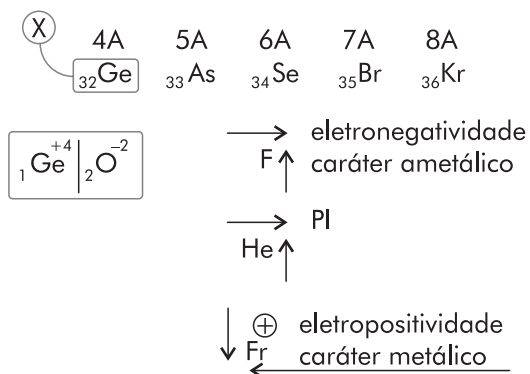 X
4A 5A 6A 7A 8A
₃₂Ge ₃₃As ₃₄Se ₃₅Br ₃₆Kr
₁Ge⁺⁴ | ₂O⁻²
eletronegatividade
F caráter ametálico
PI
He
⊕ eletropositividade
Fr caráter metálico